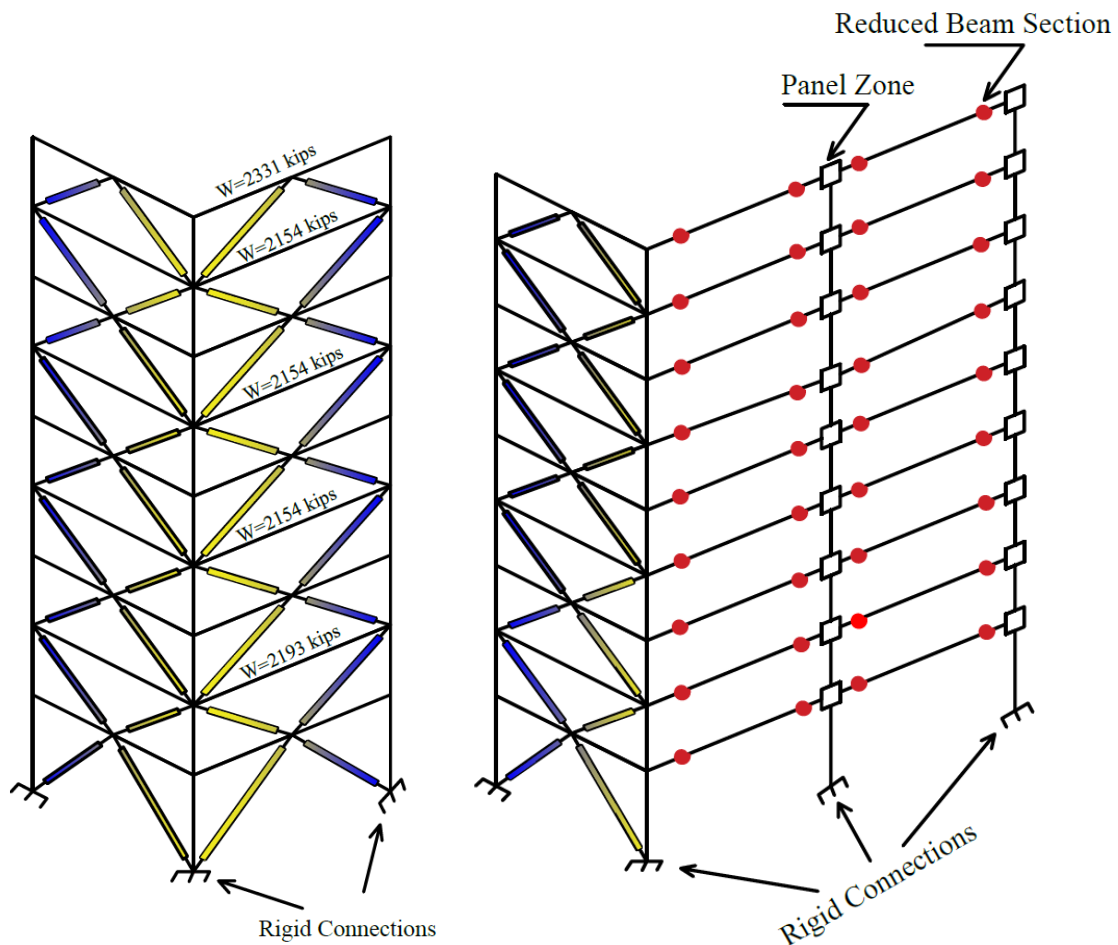 Reduced Beam Section
Panel Zone
W=2331 kips
W=2154 kips
W=2154 kips
W=2154 kips
W=2193 kips
Rigid Connections
Rigid Connections